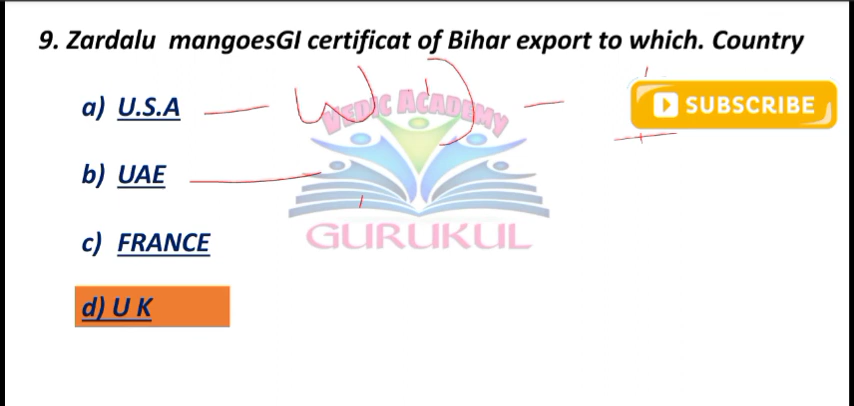 9. Zardalu mangoesGI certificat of Bihar export to which. Country
a) U.S.A
VEDIC ACADEMY
SUBSCRIBE
b) UAE
GURUKUL
c) FRANCE
d) U K